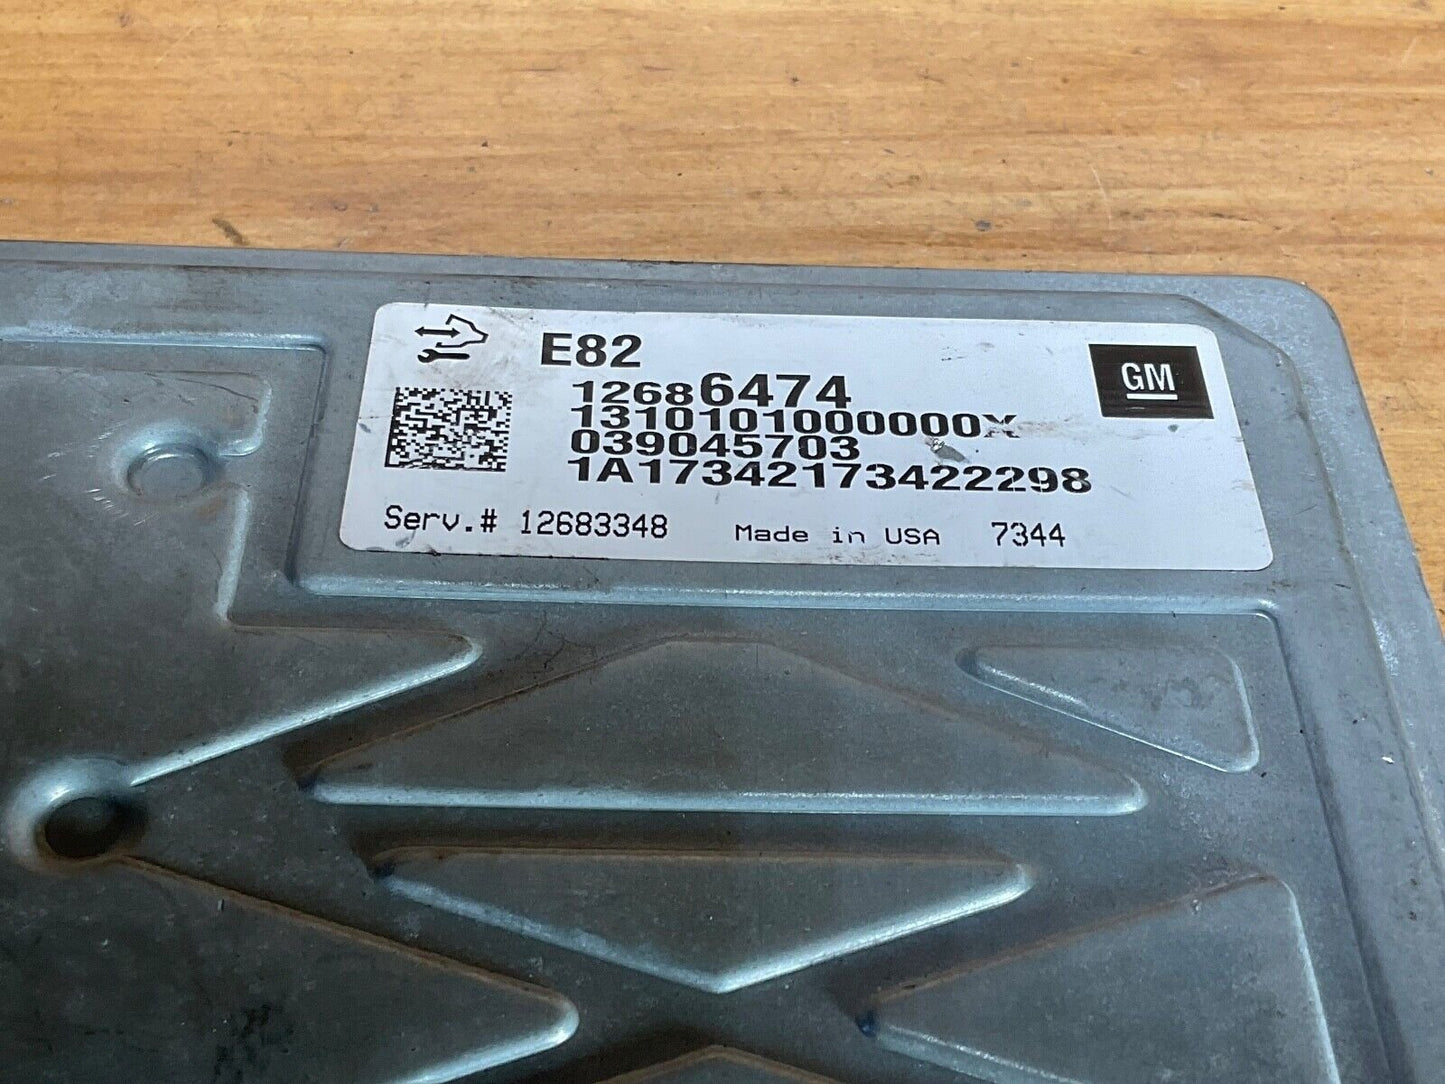 E82
GM
12686474
1310101000000X
039045703
1A17342173422298
Serv.# 12683348 Made in USA 7344